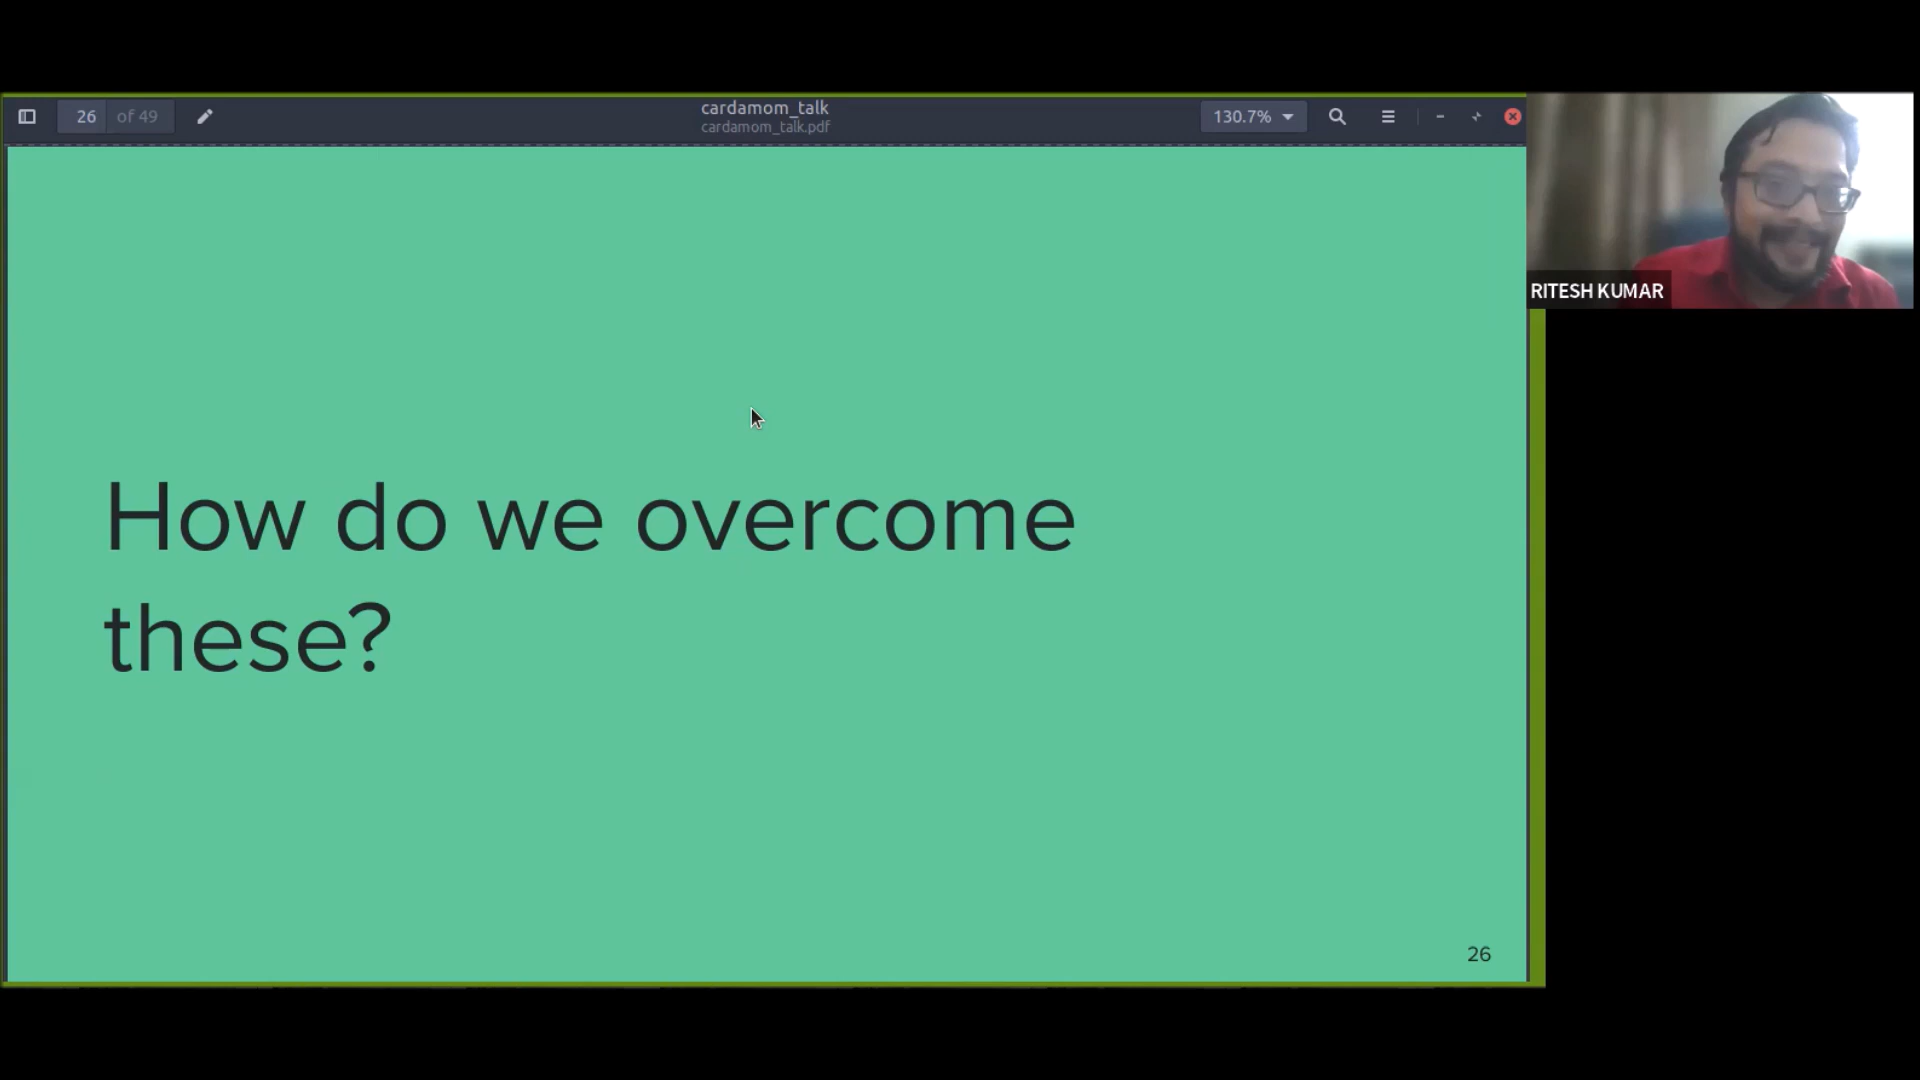 26 of 49
cardamom_talk
cardamom_talk.pdf
130.7%
RITESH KUMAR
How do we overcome
these?
26